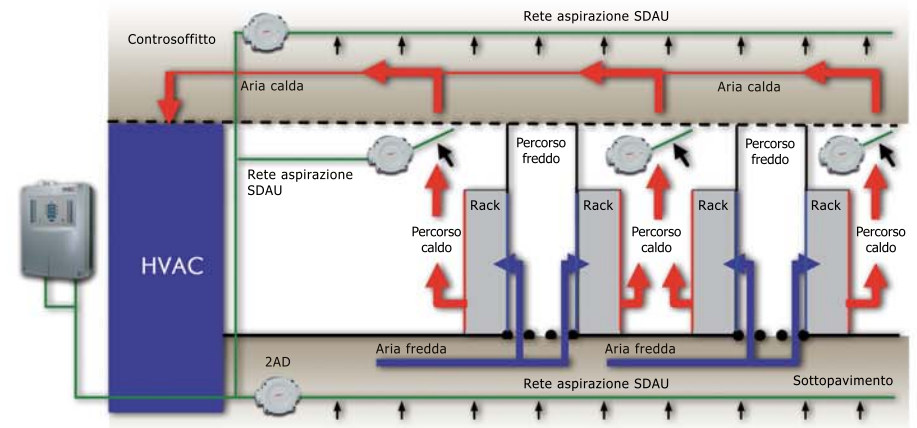 Rete aspirazione SDAU
Controsoffitto
Aria calda
Aria calda
Percorso
freddo
Percorso
freddo
Rete aspirazione
SDAU
Rack
Rack
Rack
Rack
Percorso
caldo
Percorso
caldo
Percorso
caldo
HVAC
Aria fredda
Aria fredda
2AD
Rete aspirazione SDAU
Sottopavimento